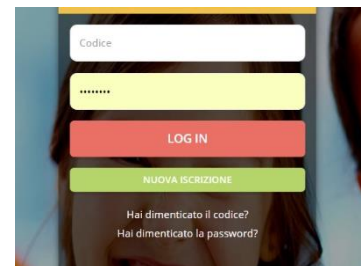 Codice
••••••••
LOG IN
NUOVA ISCRIZIONE
Hai dimenticato il codice?
Hai dimenticato la password?